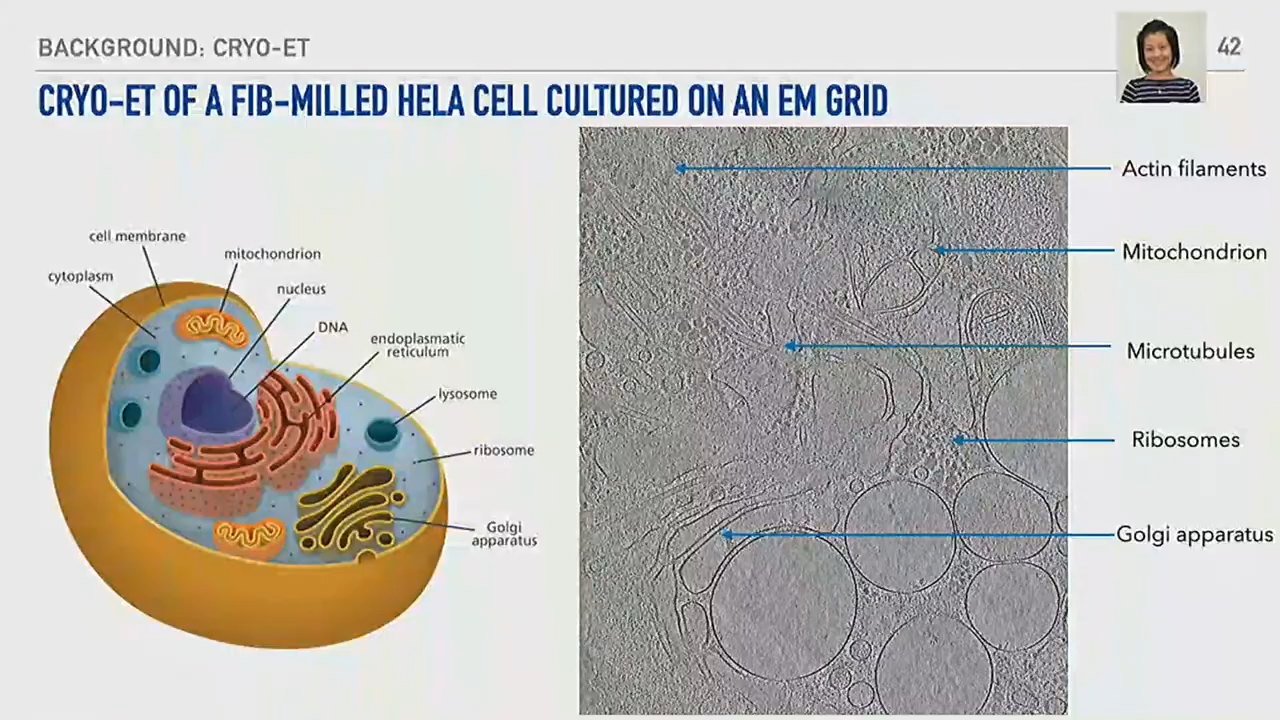 BACKGROUND: CRYO-ET
42
CRYO-ET OF A FIB-MILLED HELA CELL CULTURED ON AN EM GRID
cell membrane
mitochondrion
cytoplasm
nucleus
DNA
endoplasmatic
reticulum
lysosome
ribosome
Golgi
apparatus
Actin filaments
Mitochondrion
Microtubules
Ribosomes
Golgi apparatus